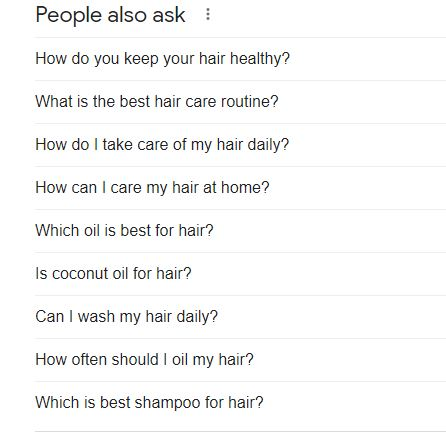 People also ask
How do you keep your hair healthy?
What is the best hair care routine?
How do I take care of my hair daily?
How can I care my hair at home?
Which oil is best for hair?
Is coconut oil for hair?
Can I wash my hair daily?
How often should I oil my hair?
Which is best shampoo for hair?